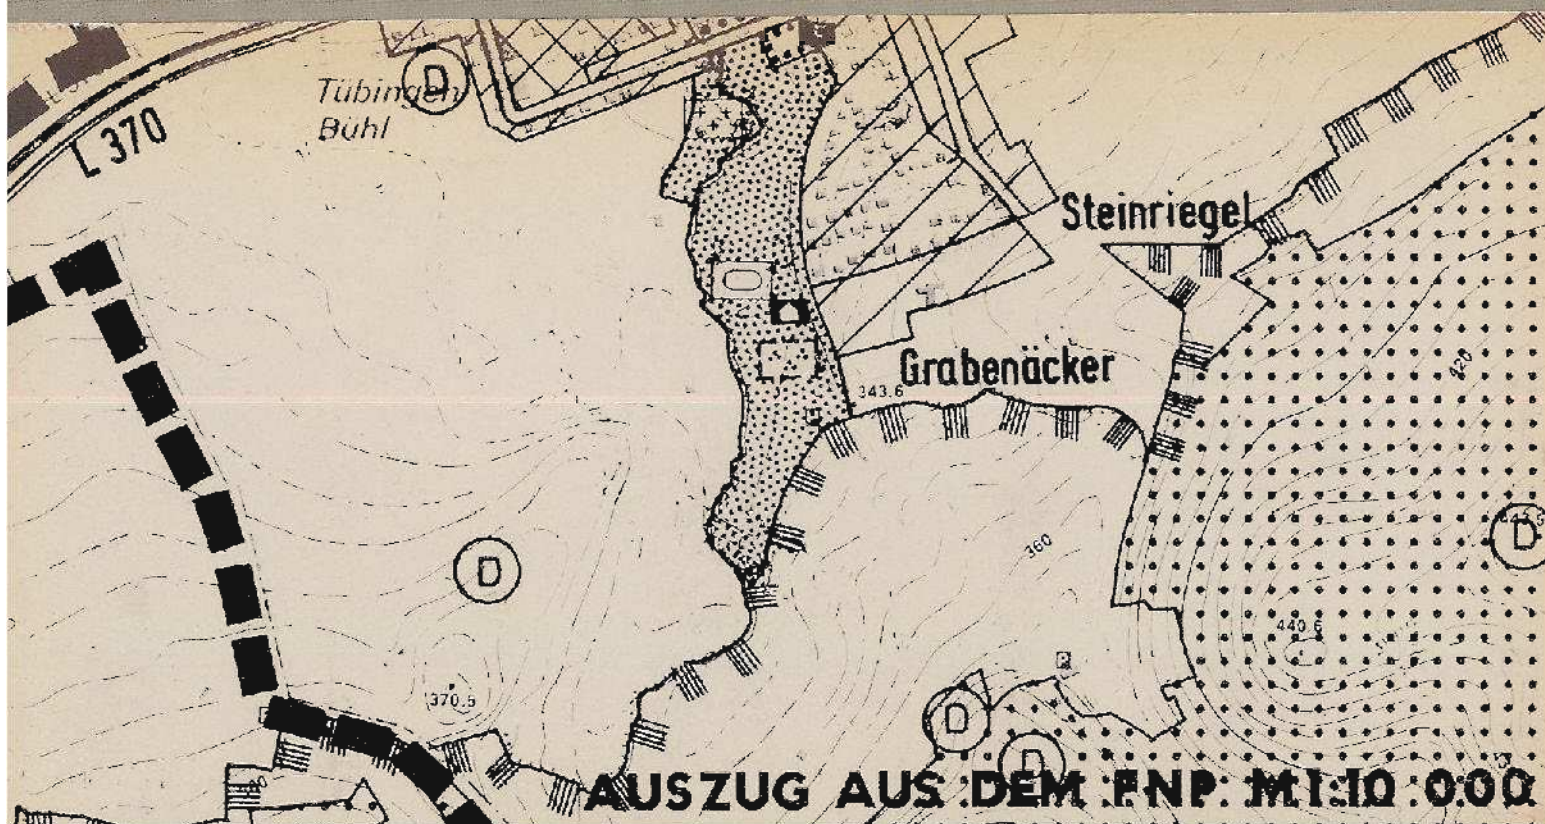 D
Tübingen
Bühl
L 370
Steinriegel
Grabenäcker
343.6
420
360
D
D
440.6
P
370.5
D
D
AUSZUG AUS DEM FNP M 1:10 000